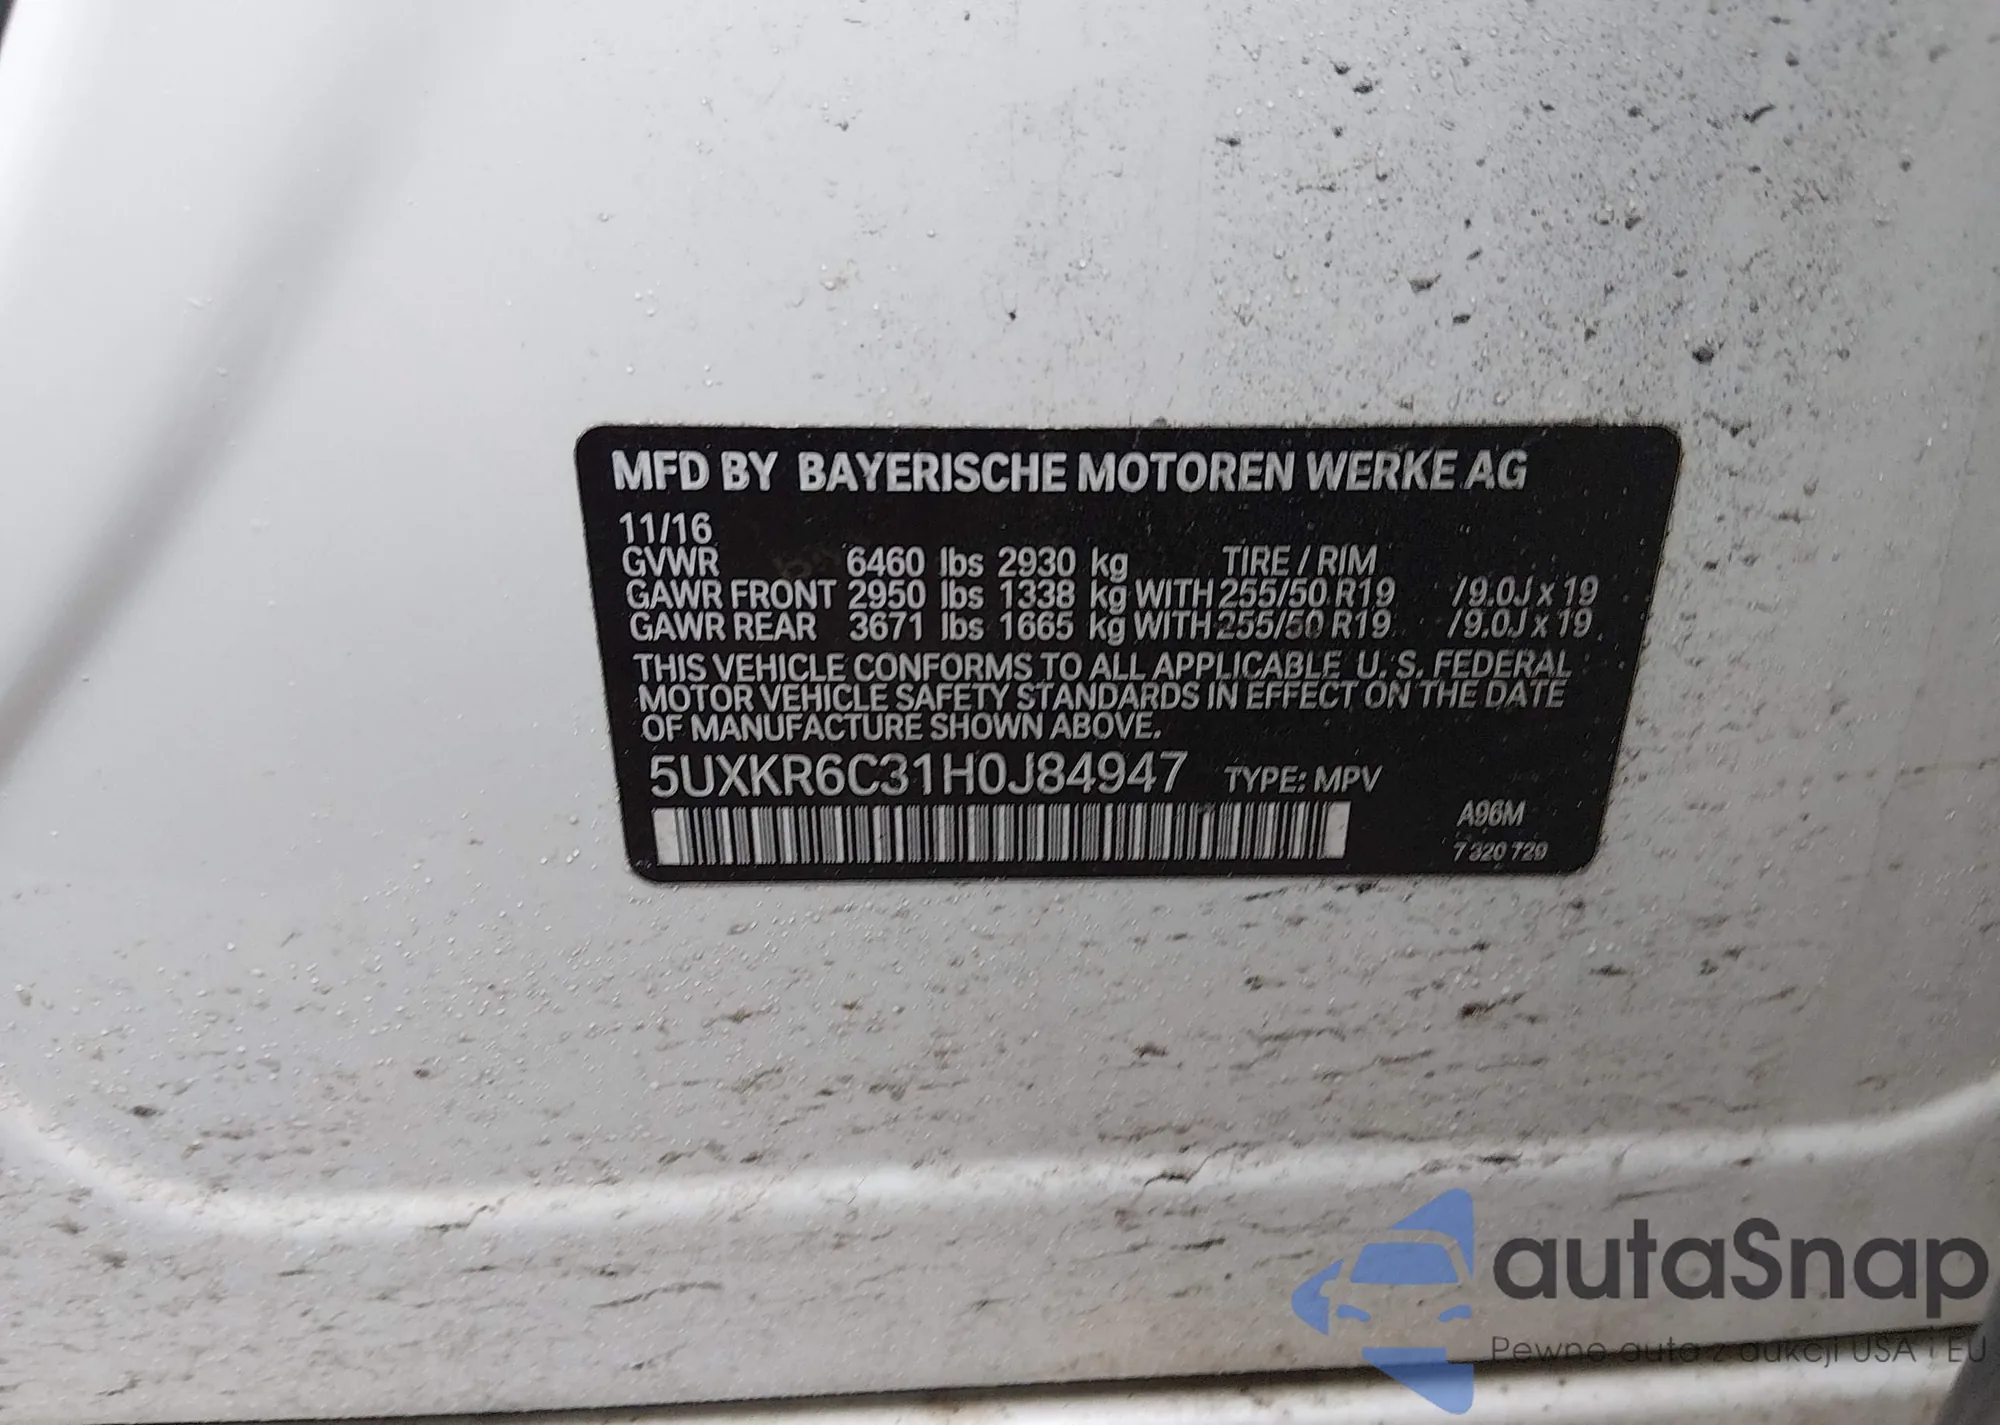 MFD BY BAYERISCHE MOTOREN WERKE AG
11/16
GVWR 6460 lbs 2930 kg TIRE / RIM
GAWR FRONT 2950 lbs 1338 kg WITH 255/50 R19 / 9.0J x 19
GAWR REAR 3671 lbs 1665 kg WITH 255/50 R19 / 9.0J x 19
THIS VEHICLE CONFORMS TO ALL APPLICABLE U. S. FEDERAL
MOTOR VEHICLE SAFETY STANDARDS IN EFFECT ON THE DATE
OF MANUFACTURE SHOWN ABOVE.
5UXKR6C31H0J84947 TYPE: MPV
A96M
7 320 729
autaSnap
Pewne auta z aukcji USA i EU